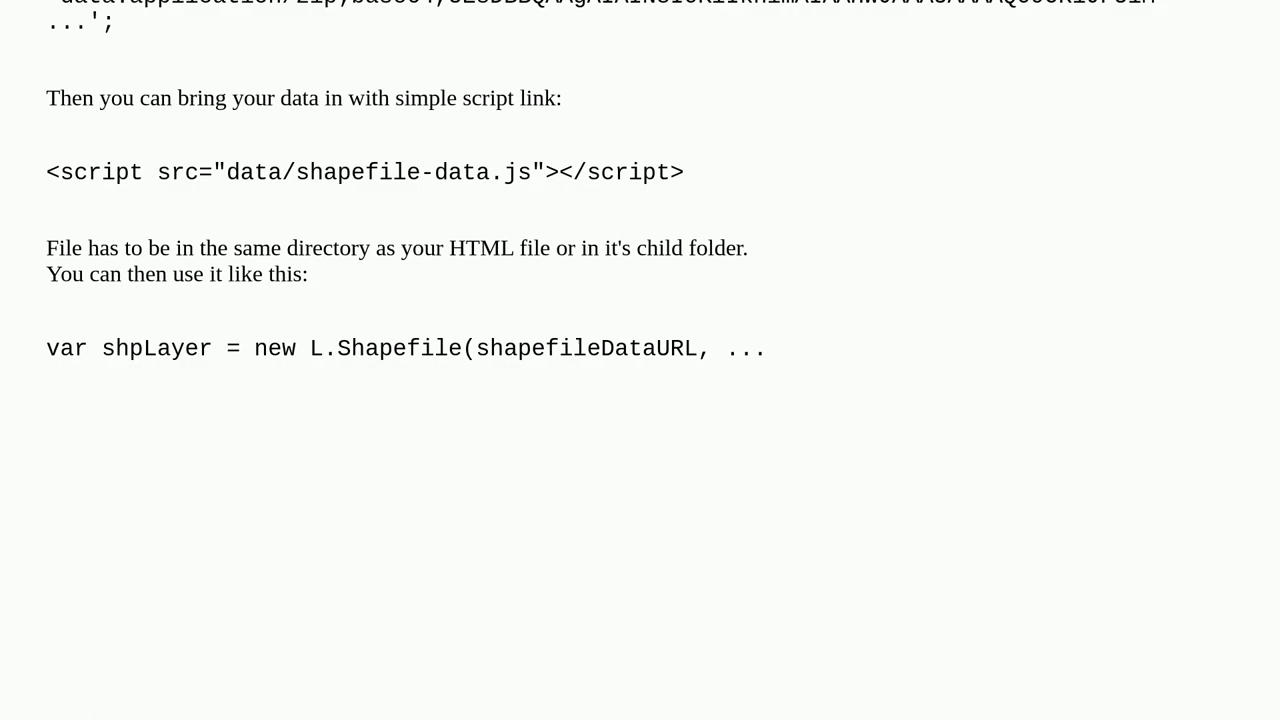 ...';
Then you can bring your data in with simple script link:
<script src="data/shapefile-data.js"></script>
File has to be in the same directory as your HTML file or in it's child folder.
You can then use it like this:
var shpLayer = new L.Shapefile(shapefileDataURL, ...